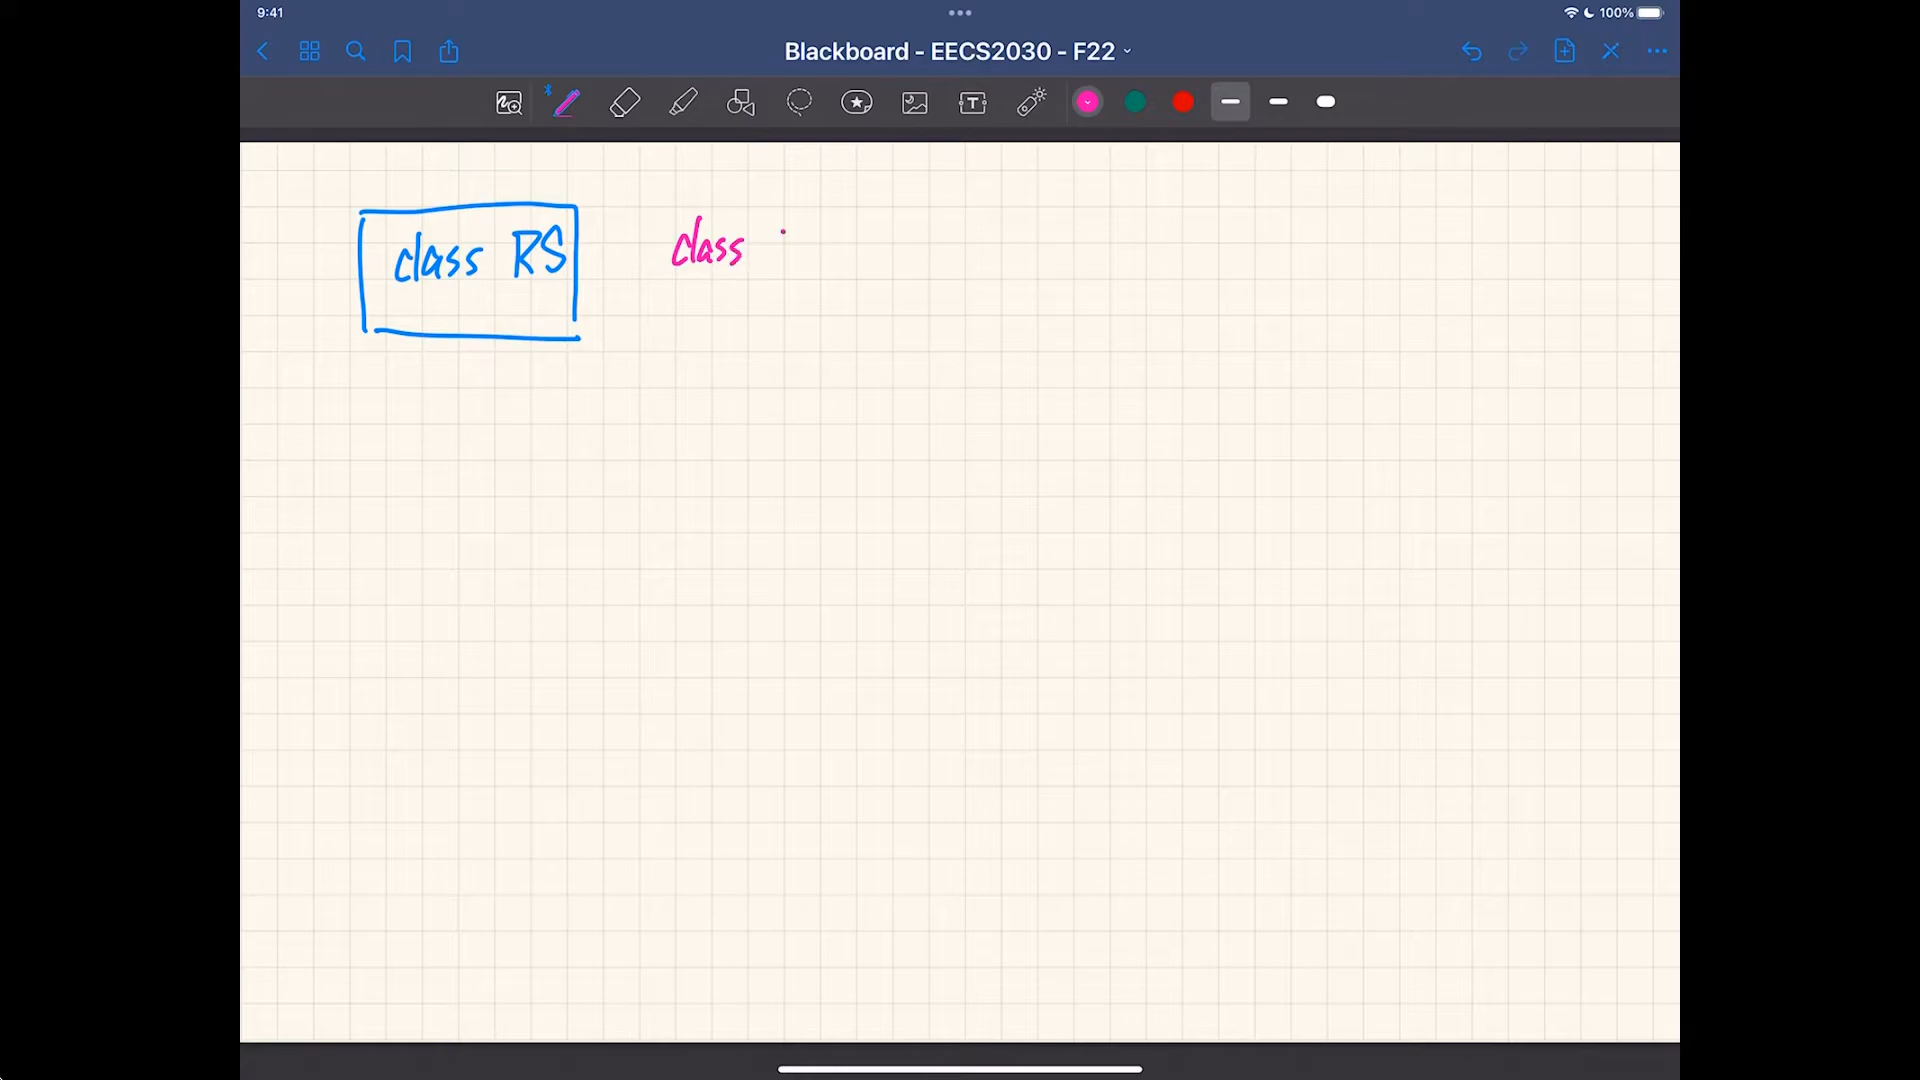 9:41
100%
Blackboard - EECS2030 - F22
T
class RS
class